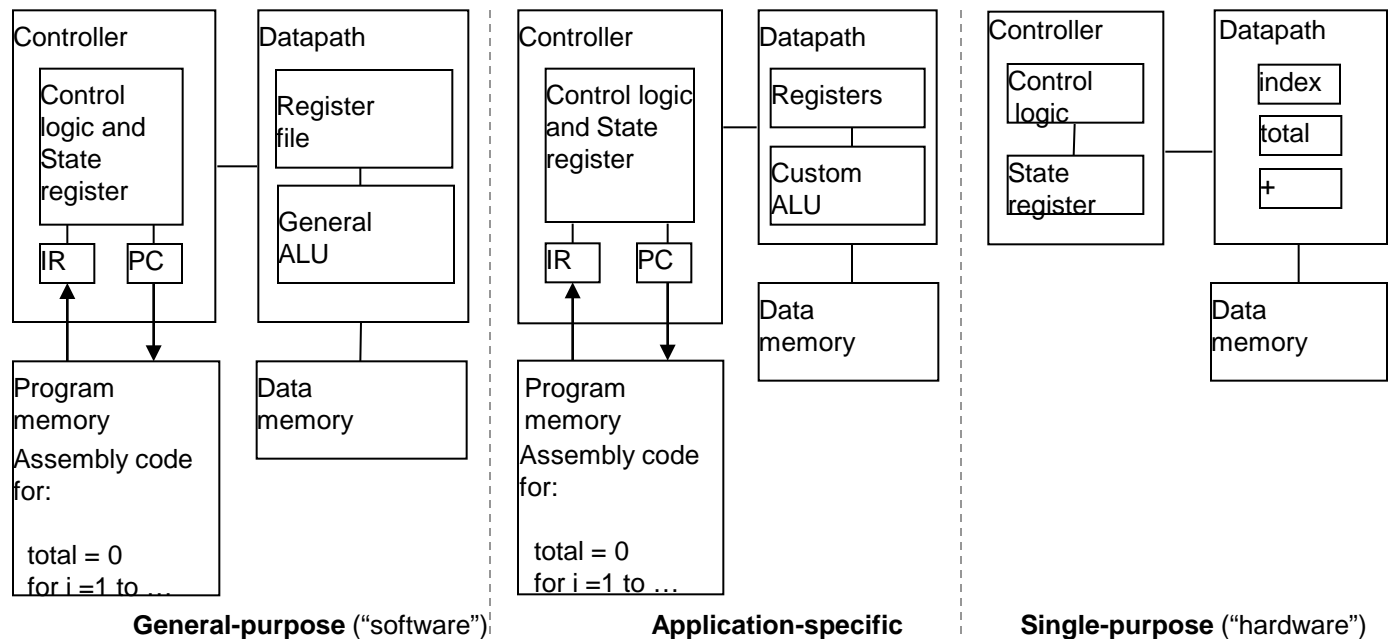 Controller
Control
logic and
State
register
IR
PC
Datapath
Register
file
General
ALU
Program
memory
Assembly code
for:
total = 0
for i =1 to …
Data
memory
General-purpose (“software”)
Controller
Control logic
and State
register
IR
PC
Datapath
Registers
Custom
ALU
Data
memory
Program
memory
Assembly code
for:
total = 0
for i =1 to …
Application-specific
Controller
Control
logic
State
register
Datapath
index
total
+
Data
memory
Single-purpose (“hardware”)